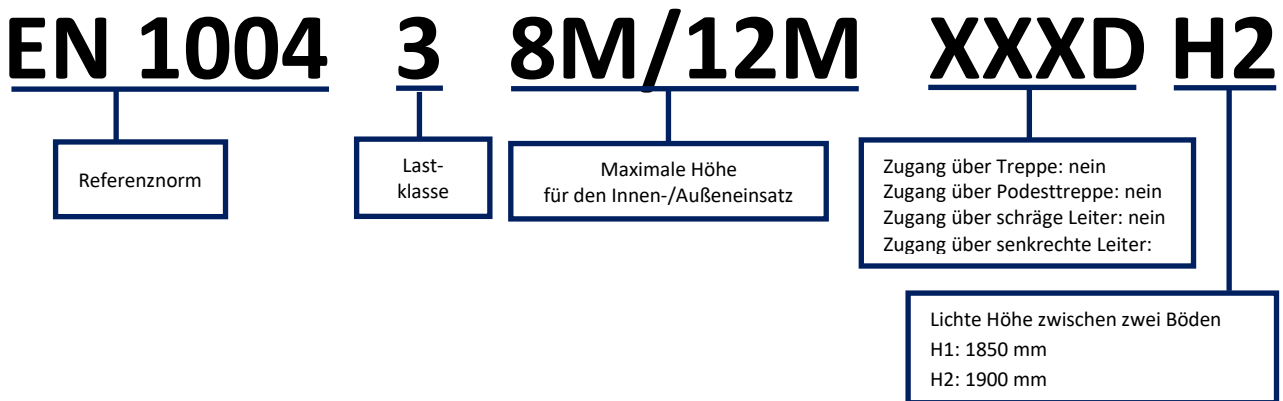 EN 1004 3 8M/12M XXXD H2
Referenznorm
Last-
klasse
Maximale Höhe
für den Innen-/Außeneinsatz
Zugang über Treppe: nein
Zugang über Podesttreppe: nein
Zugang über schräge Leiter: nein
Zugang über senkrechte Leiter:
Lichte Höhe zwischen zwei Böden
H1: 1850 mm
H2: 1900 mm